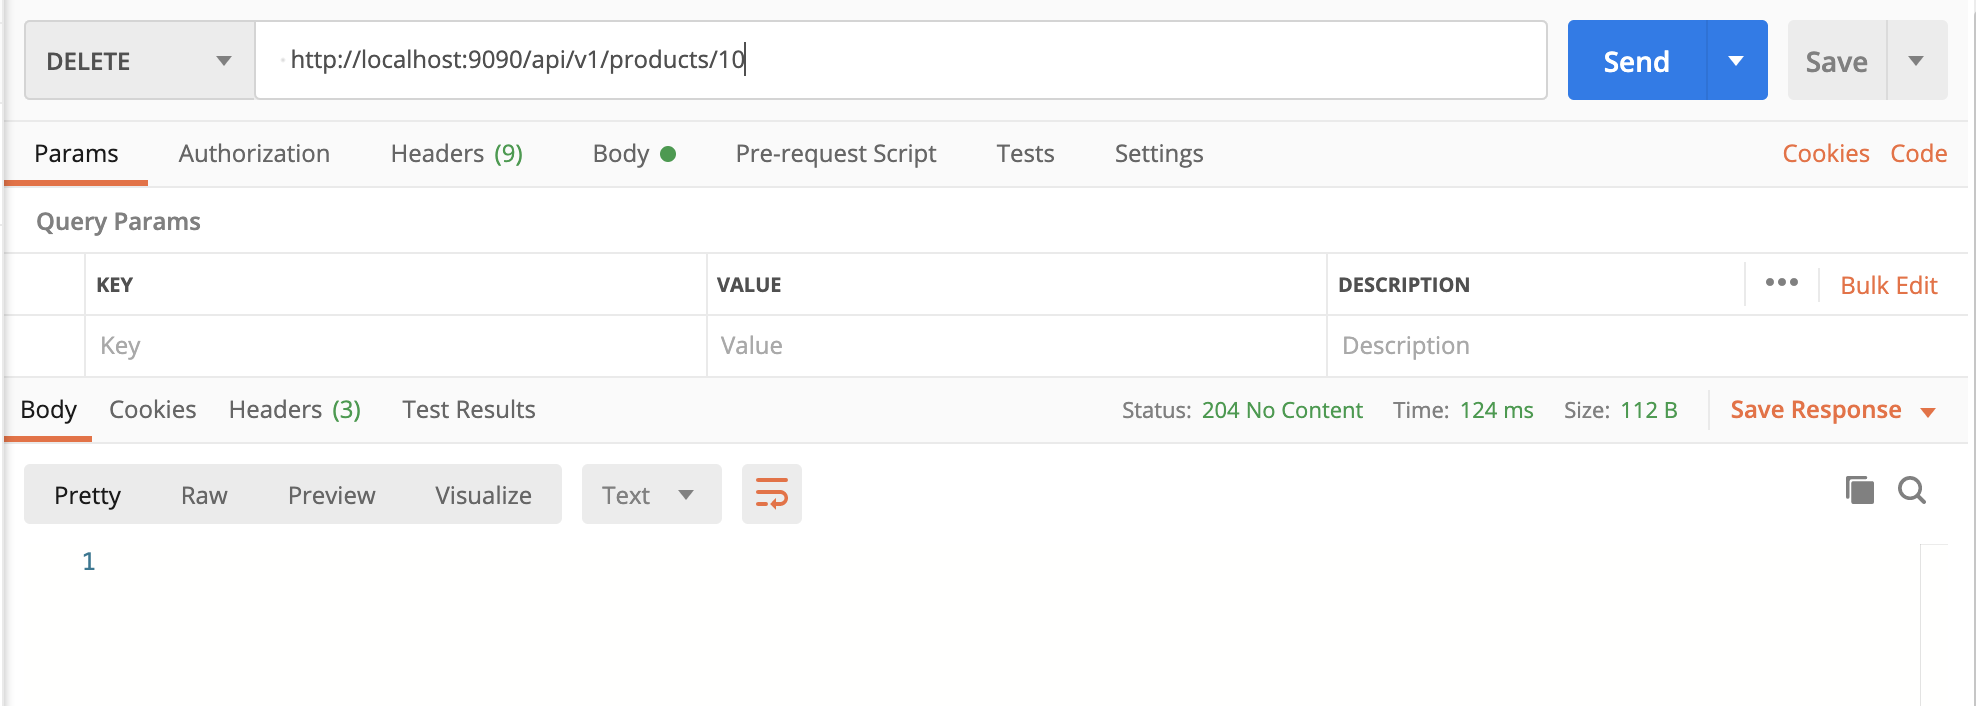 DELETE http://localhost:9090/api/v1/products/10 Send Save
Params Authorization Headers (9) Body Pre-request Script Tests Settings Cookies Code
Query Params
KEY VALUE DESCRIPTION ••• Bulk Edit
Key Value Description
Body Cookies Headers (3) Test Results Status: 204 No Content Time: 124 ms Size: 112 B Save Response
Pretty Raw Preview Visualize Text
1